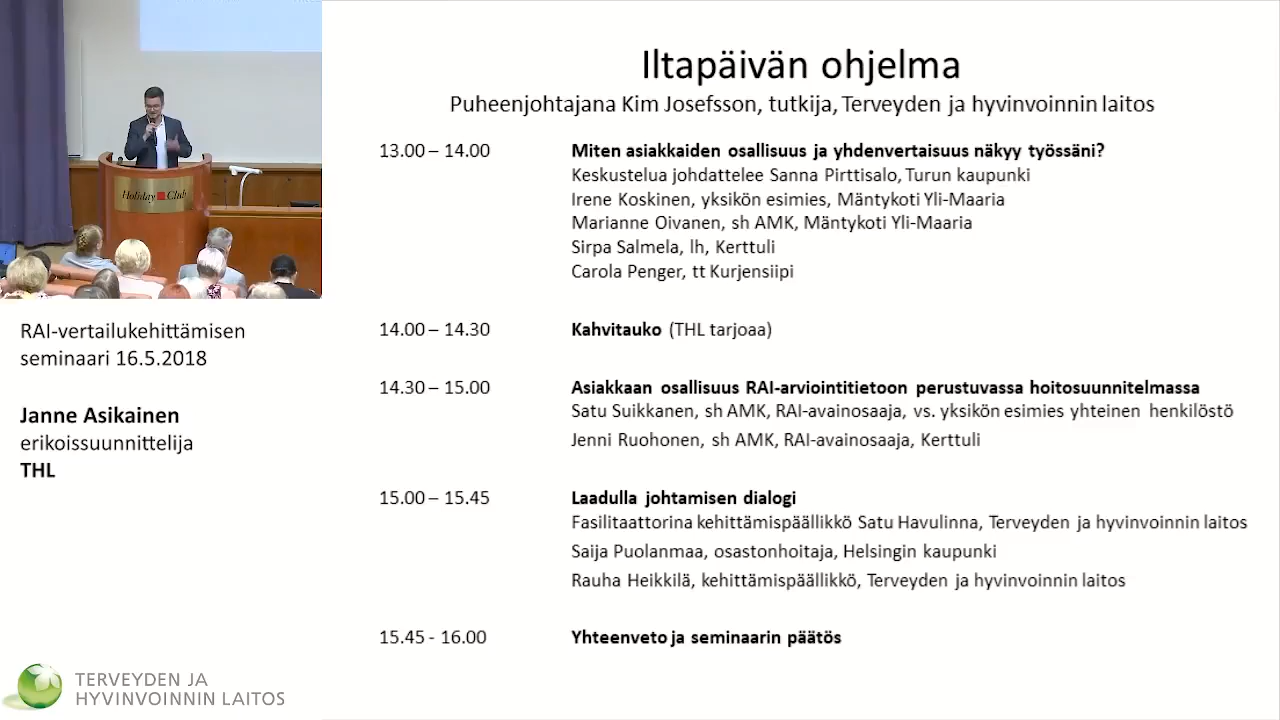 Holiday Club
RAI-vertailukehittämisen
seminaari 16.5.2018
Janne Asikainen
erikoissuunnittelija
THL
TERVEYDEN JA
HYVINVOINNIN LAITOS
Iltapäivän ohjelma
Puheenjohtajana Kim Josefsson, tutkija, Terveyden ja hyvinvoinnin laitos
13.00 – 14.00 Miten asiakkaiden osallisuus ja yhdenvertaisuus näkyy työssäni?
Keskustelua johdattelee Sanna Pirttisalo, Turun kaupunki
Irene Koskinen, yksikön esimies, Mäntykoti Yli-Maaria
Marianne Oivanen, sh AMK, Mäntykoti Yli-Maaria
Sirpa Salmela, lh, Kerttuli
Carola Penger, tt Kurjensiipi
14.00 – 14.30 Kahvitauko (THL tarjoaa)
14.30 – 15.00 Asiakkaan osallisuus RAI-arviointitietoon perustuvassa hoitosuunnitelmassa
Satu Suikkanen, sh AMK, RAI-avainosaaja, vs. yksikön esimies yhteinen henkilöstö
Jenni Ruohonen, sh AMK, RAI-avainosaaja, Kerttuli
15.00 – 15.45 Laadulla johtamisen dialogi
Fasilitaattorina kehittämispäällikkö Satu Havulinna, Terveyden ja hyvinvoinnin laitos
Saija Puolanmaa, osastonhoitaja, Helsingin kaupunki
Rauha Heikkilä, kehittämispäällikkö, Terveyden ja hyvinvoinnin laitos
15.45 - 16.00 Yhteenveto ja seminaarin päätös